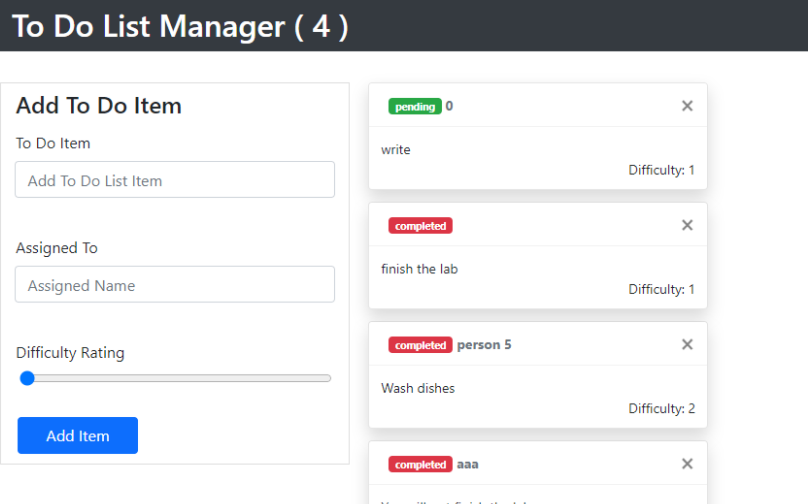 To Do List Manager ( 4 )
Add To Do Item
To Do Item
Add To Do List Item
Assigned To
Assigned Name
Difficulty Rating
Add Item
pending 0 ×
write
Difficulty: 1
completed ×
finish the lab
Difficulty: 1
completed person 5 ×
Wash dishes
Difficulty: 2
completed aaa ×